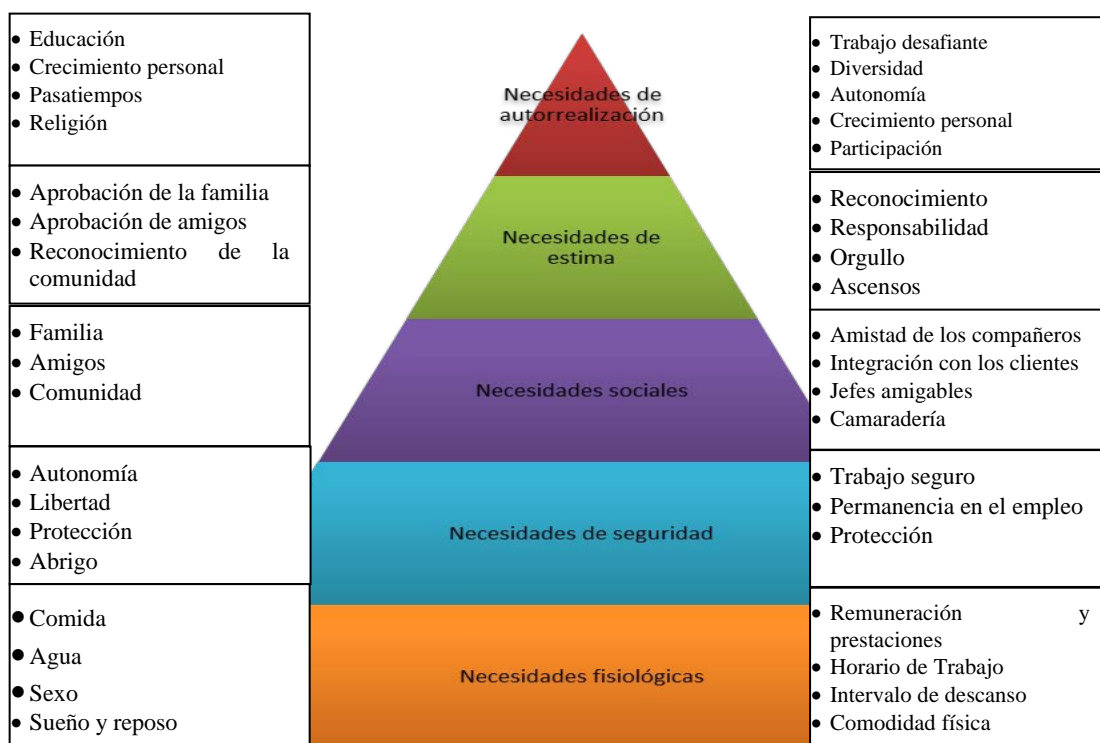 • Educación
• Crecimiento personal
• Pasatiempos
• Religión
Necesidades de
autorrealización
• Trabajo desafiante
• Diversidad
• Autonomía
• Crecimiento personal
• Participación
• Aprobación de la familia
• Aprobación de amigos
• Reconocimiento de la
comunidad
Necesidades de
estima
• Reconocimiento
• Responsabilidad
• Orgullo
• Ascensos
• Familia
• Amigos
• Comunidad
Necesidades sociales
• Amistad de los compañeros
• Integración con los clientes
• Jefes amigables
• Camaradería
• Autonomía
• Libertad
• Protección
• Abrigo
Necesidades de seguridad
• Trabajo seguro
• Permanencia en el empleo
• Protección
• Comida
• Agua
• Sexo
• Sueño y reposo
Necesidades fisiológicas
• Remuneración y
prestaciones
• Horario de Trabajo
• Intervalo de descanso
• Comodidad física